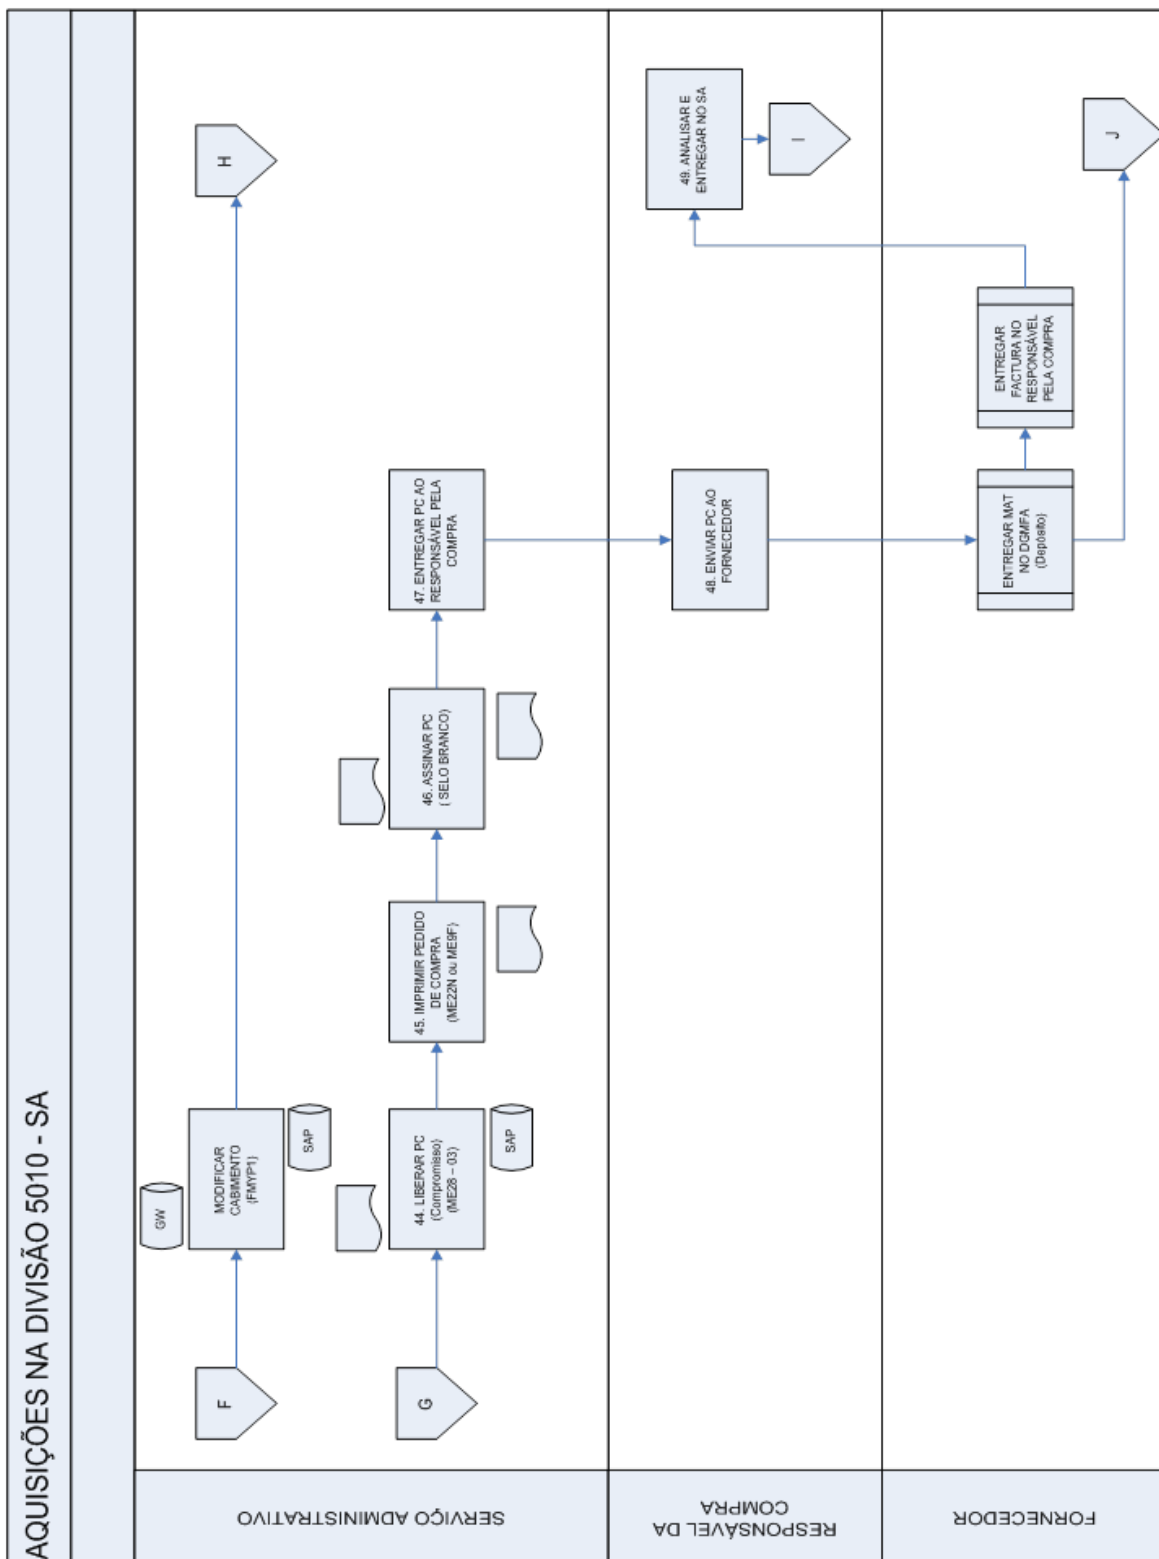 AQUISIÇÕES NA DIVISÃO 5010 - SA
SERVIÇO ADMINISTRATIVO
F
GW
MODIFICAR
CABIMENTO
(FMYP1)
SAP
H
G
44. LIBERAR PC
(Compromisso)
(ME28 – 03)
SAP
45. IMPRIMIR PEDIDO
DE COMPRA
(ME22N ou ME9F)
46. ASSINAR PC
( SELO BRANCO)
47. ENTREGAR PC AO
RESPONSÁVEL PELA
COMPRA
RESPONSÁVEL DA
COMPRA
48. ENVIAR PC AO
FORNECEDOR
49. ANALISAR E
ENTREGAR NO SA
I
FORNECEDOR
ENTREGAR MAT
NO DGMFA
(Depósito)
ENTREGAR
FACTURA NO
RESPONSÁVEL
PELA COMPRA
J